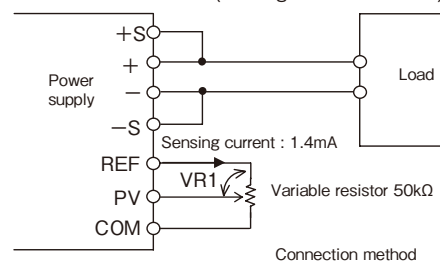 +S
+
Power
supply
Load
−
−S
Sensing current : 1.4mA
REF
VR1
Variable resistor 50kΩ
PV
COM
Connection method